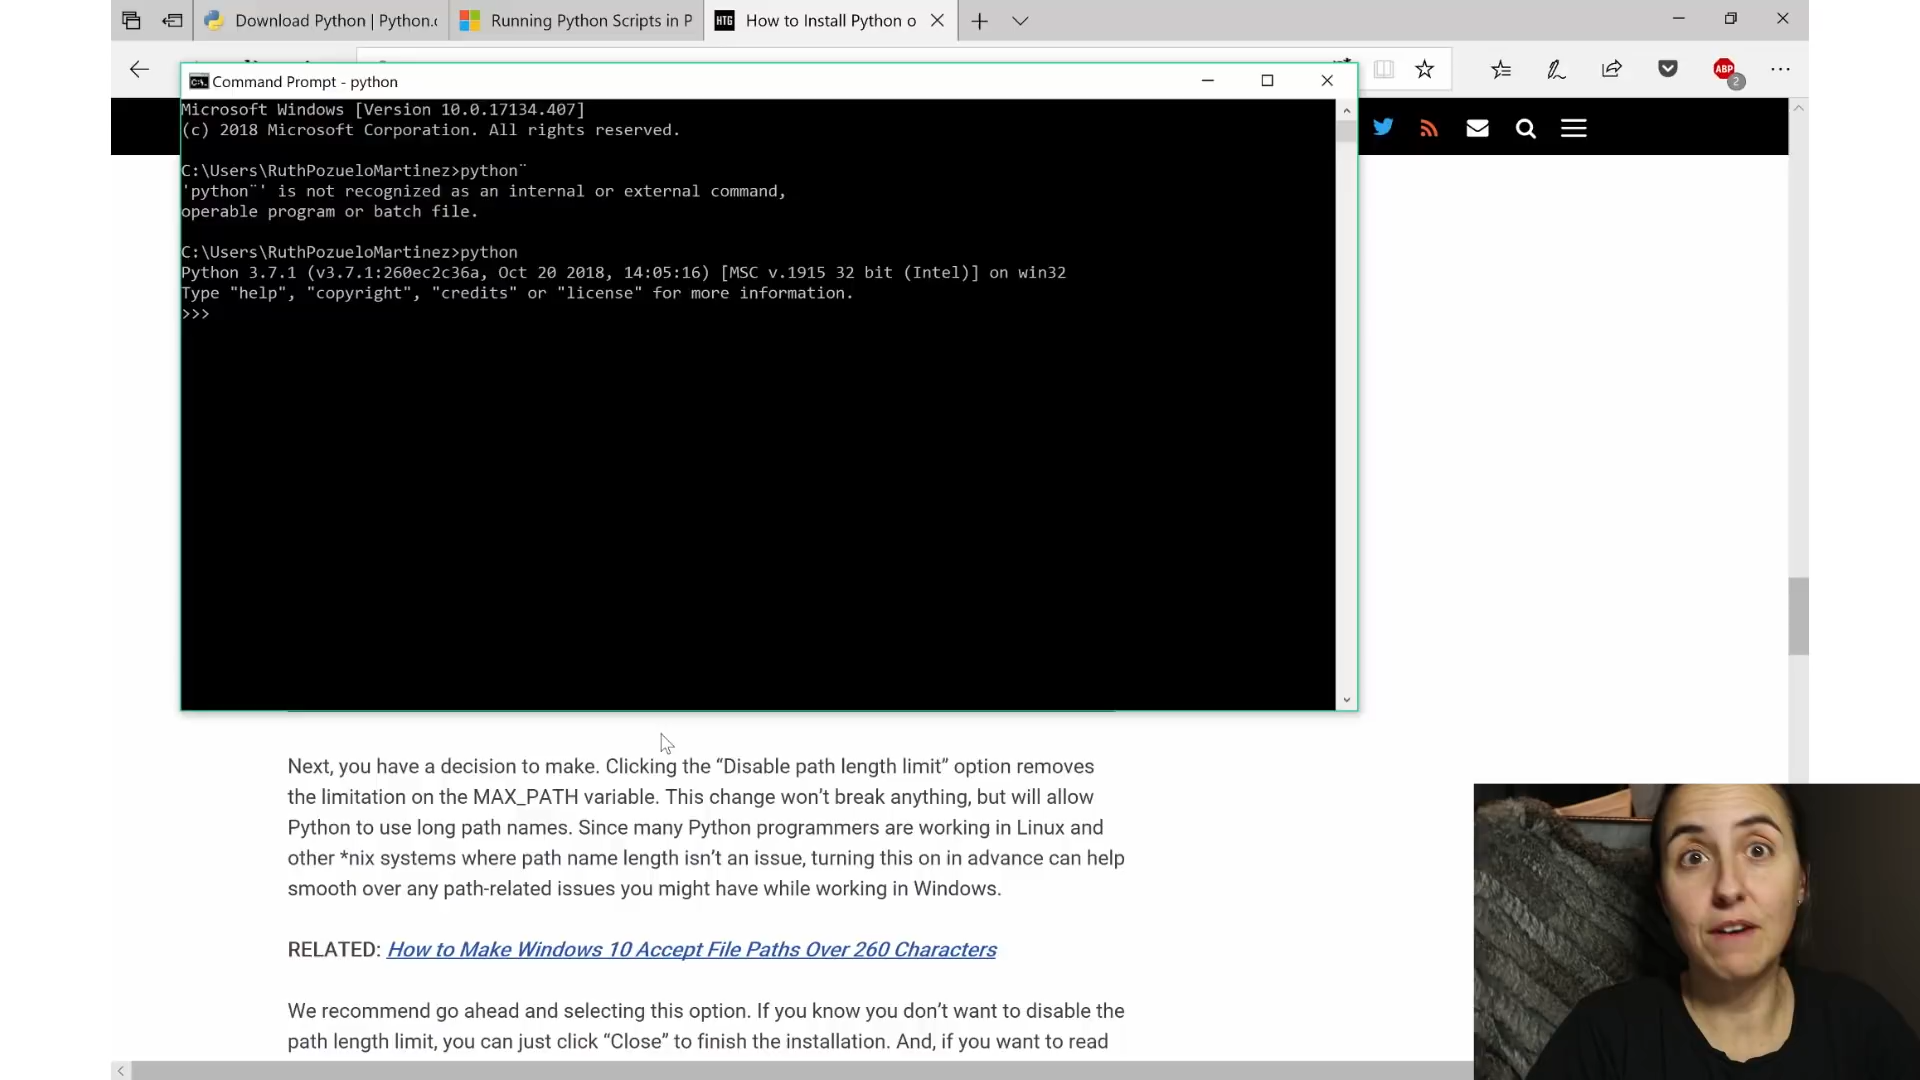 Download Python | Python.o
Running Python Scripts in P
HTG
How to Install Python o
ABP
2
Command Prompt - python
Microsoft Windows [Version 10.0.17134.407]
(c) 2018 Microsoft Corporation. All rights reserved.
C:\Users\RuthPozueloMartinez>python¨
'python¨' is not recognized as an internal or external command,
operable program or batch file.
C:\Users\RuthPozueloMartinez>python
Python 3.7.1 (v3.7.1:260ec2c36a, Oct 20 2018, 14:05:16) [MSC v.1915 32 bit (Intel)] on win32
Type "help", "copyright", "credits" or "license" for more information.
>>>
Next, you have a decision to make. Clicking the “Disable path length limit” option removes
the limitation on the MAX_PATH variable. This change won’t break anything, but will allow
Python to use long path names. Since many Python programmers are working in Linux and
other *nix systems where path name length isn’t an issue, turning this on in advance can help
smooth over any path-related issues you might have while working in Windows.
RELATED: How to Make Windows 10 Accept File Paths Over 260 Characters
We recommend go ahead and selecting this option. If you know you don’t want to disable the
path length limit, you can just click “Close” to finish the installation. And, if you want to read